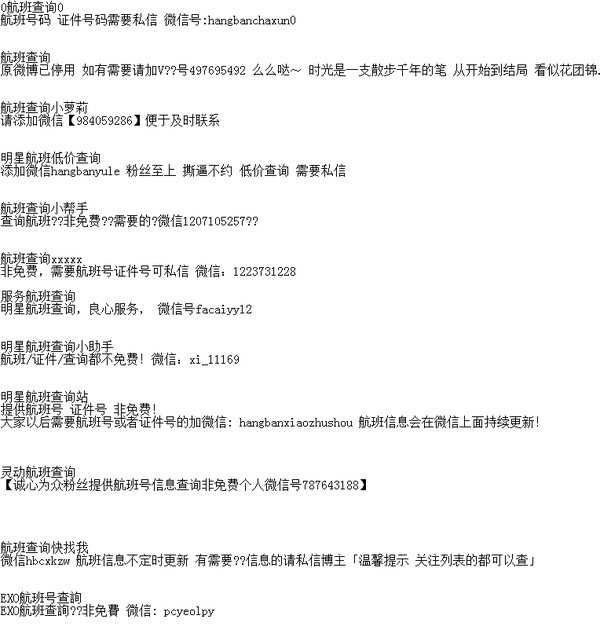 0航班查询0
航班号码 证件号码需要私信 微信号:hangbanchaxun0
航班查询
原微博已停用 如有需要请加V??号497695492 么么哒~ 时光是一支散步千年的笔 从开始到结局 看似花团锦.
航班查询小萝莉
请添加微信【984059286】便于及时联系
明星航班低价查询
添加微信hangbanyule 粉丝至上 撕逼不约 低价查询 需要私信
航班查询小帮手
查询航班??非免费??需要的?微信1207105257??
航班查询xxxxx
非免费，需要航班号证件号可私信 微信：1223731228
服务航班查询
明星航班查询，良心服务， 微信号facaiyy12
明星航班查询小助手
航班/证件/查询都不免费! 微信：xi_11169
明星航班查询站
提供航班号 证件号 非免费!
大家以后需要航班号或者证件号的加微信: hangbanxiaozhushou 航班信息会在微信上面持续更新!
灵动航班查询
【诚心为众粉丝提供航班号信息查询非免费个人微信号787643188】
航班查询快找我
微信hbcxkzw 航班信息不定时更新 有需要??信息的请私信博主「温馨提示 关注列表的都可以查」
EXO航班号查詢
EXO航班查詢??非免費 微信: pcyeolpy